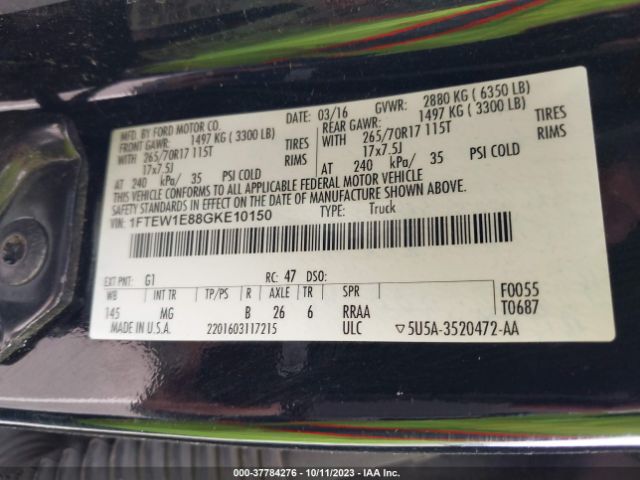 MFD. BY FORD MOTOR CO.
DATE: 03/16 GVWR: 2880 KG ( 6350 LB)
FRONT GAWR: 1497 KG ( 3300 LB) REAR GAWR: 1497 KG ( 3300 LB)
WITH 265/70R17 115T TIRES WITH 265/70R17 115T TIRES
17x7.5J RIMS 17x7.5J RIMS
AT 240 kPa/ 35 PSI COLD AT 240 kPa/ 35 PSI COLD
THIS VEHICLE CONFORMS TO ALL APPLICABLE FEDERAL MOTOR VEHICLE
SAFETY STANDARDS IN EFFECT ON THE DATE OF MANUFACTURE SHOWN ABOVE.
VIN: 1FTEW1E88GKE10150 TYPE: Truck
EXT PNT: G1 RC: 47 DSO: F0055
WB INT TR TP/PS R AXLE TR SPR T0687
145 MG B 26 6 RRAA
MADE IN U.S.A. 2201603117215 ULC ▽5U5A-3520472-AA
000-37784276 | 10/11/2023 | IAA Inc.